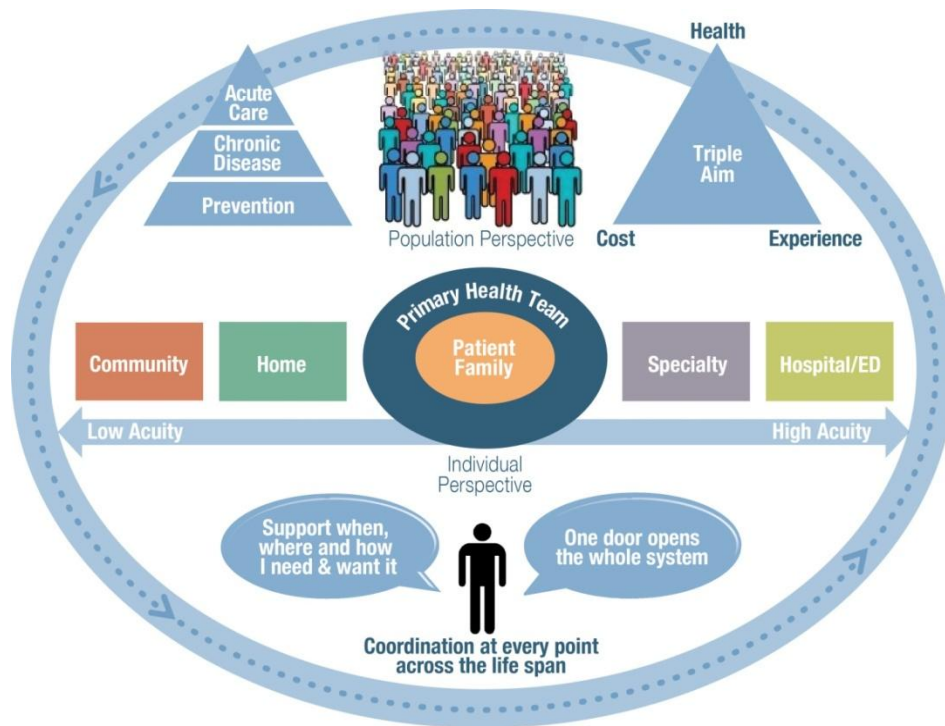 Health
Acute
Care
Chronic
Disease
Prevention
Triple
Aim
Cost
Experience
Population Perspective
Primary Health Team
Patient
Family
Community
Home
Specialty
Hospital/ED
Low Acuity
High Acuity
Individual
Perspective
Support when,
where and how
I need & want it
One door opens
the whole system
Coordination at every point
across the life span